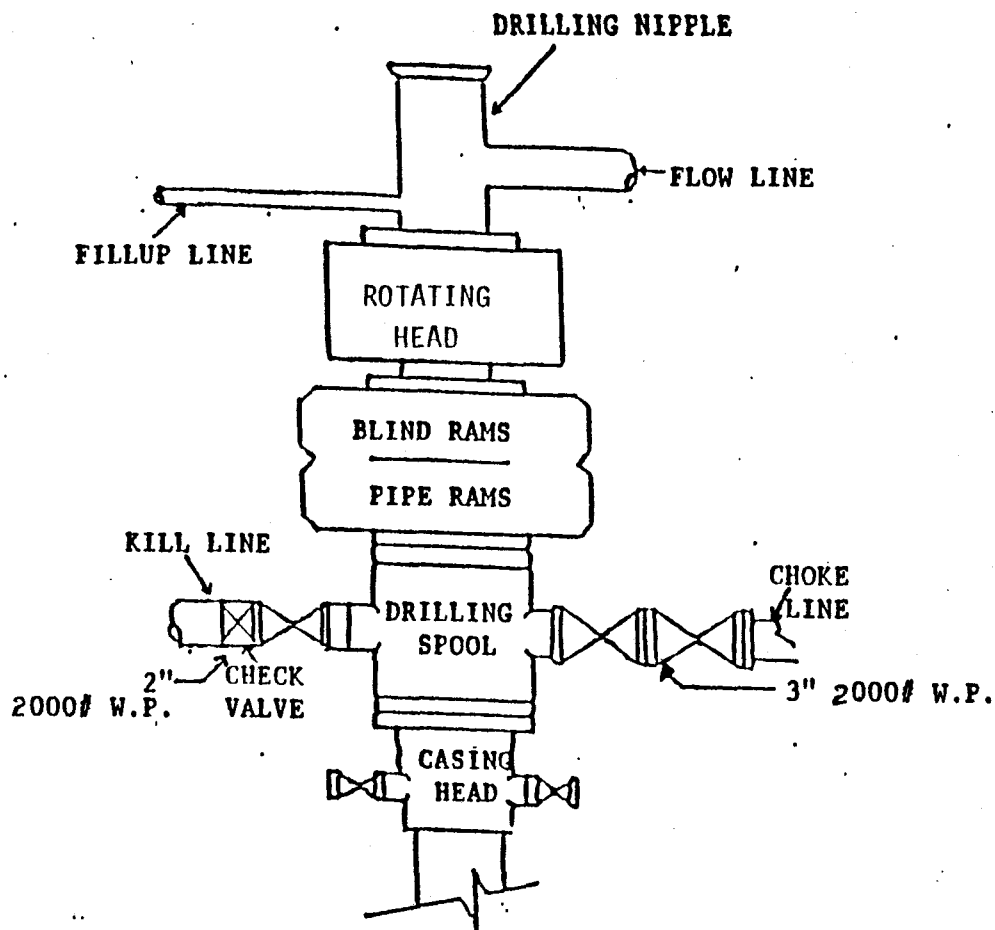 DRILLING NIPPLE
FLOW LINE
FILLUP LINE
ROTATING
HEAD
BLIND RAMS
PIPE RAMS
KILL LINE
CHOKE
LINE
DRILLING
SPOOL
2"
2000# W.P.
CHECK
VALVE
3" 2000# W.P.
CASING
HEAD